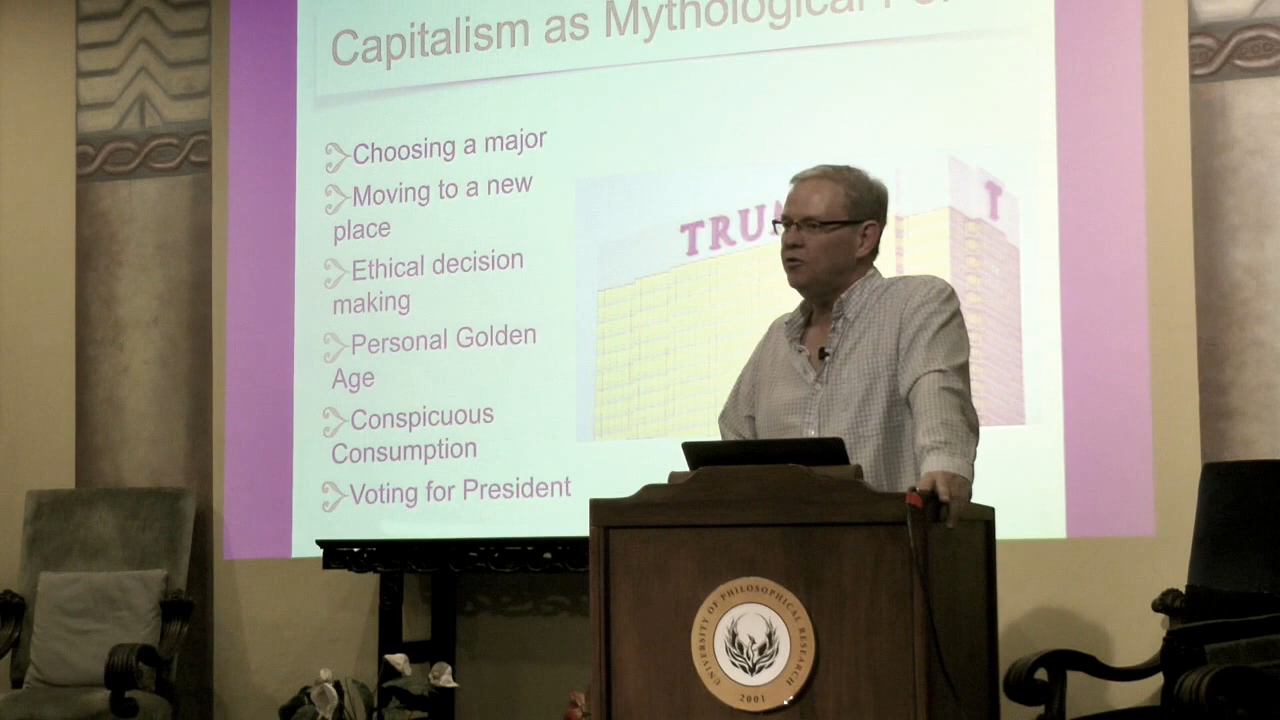 Capitalism as Mythological
Choosing a major
Moving to a new
place
Ethical decision
making
Personal Golden
Age
Conspicuous
Consumption
Voting for President
TRU
T
UNIVERSITY OF PHILOSOPHICAL RESEARCH
2001